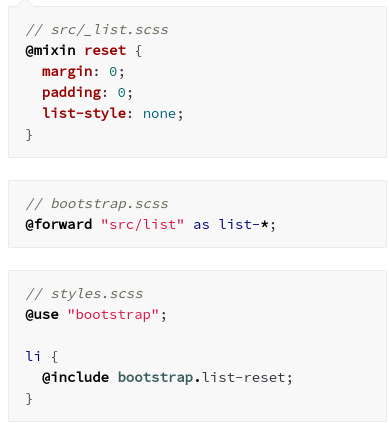 // src/_list.scss
@mixin reset {
  margin: 0;
  padding: 0;
  list-style: none;
}
// bootstrap.scss
@forward "src/list" as list-*;
// styles.scss
@use "bootstrap";
li {
  @include bootstrap.list-reset;
}